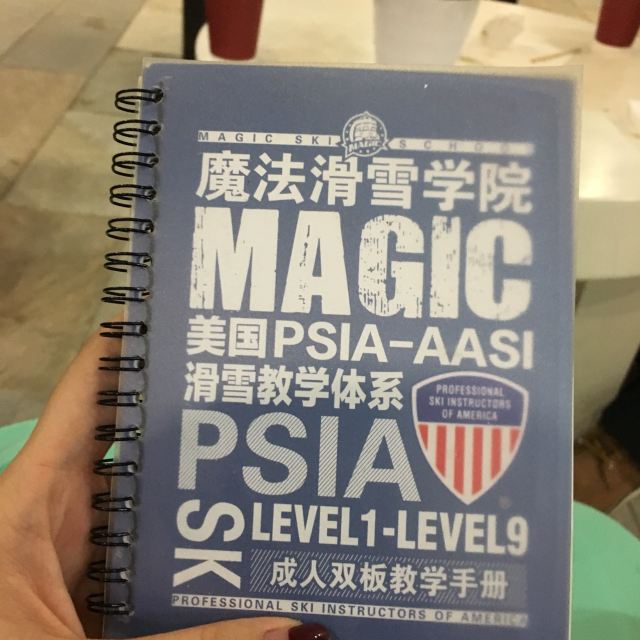 MAGIC SKI SCHOOL
MAGIC
魔法滑雪学院
MAGIC
美国PSIA-AASI
滑雪教学体系
PROFESSIONAL
SKI INSTRUCTORS
OF AMERICA
PSIA
SK
LEVEL1-LEVEL9
成人双板教学手册
PROFESSIONAL SKI INSTRUCTORS OF AMERICA